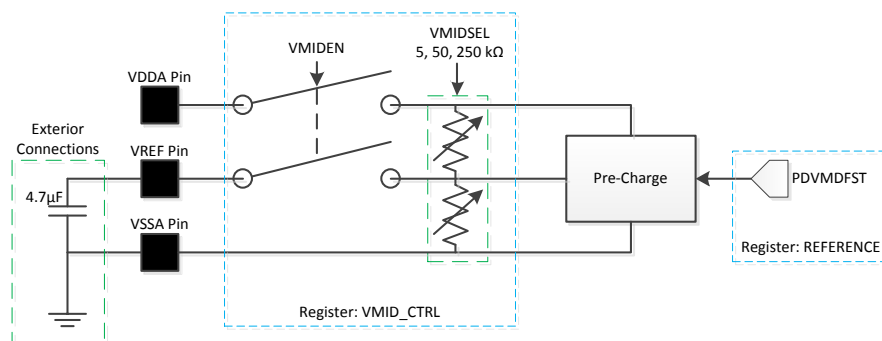 VMIDEN
VMIDSEL
5, 50, 250 kΩ
VDDA Pin
Exterior
Connections
VREF Pin
4.7µF
VSSA Pin
Pre-Charge
PDVMDFST
Register: REFERENCE
Register: VMID_CTRL